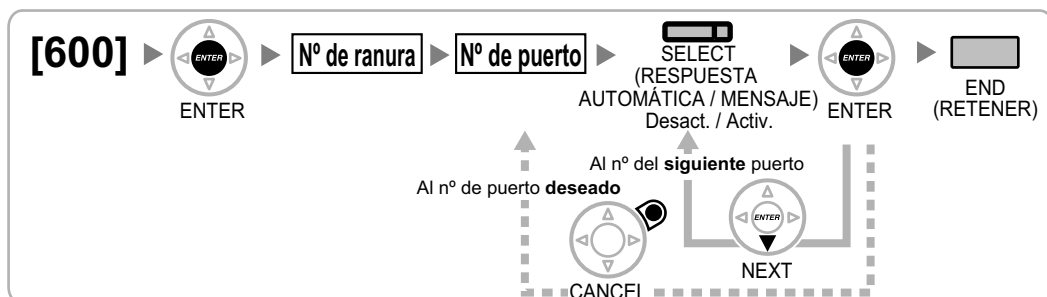 [600]
ENTER
ENTER
Nº de ranura
Nº de puerto
SELECT
(RESPUESTA
AUTOMÁTICA / MENSAJE)
Desact. / Activ.
ENTER
ENTER
END
(RETENER)
Al nº del siguiente puerto
Al nº de puerto deseado
ENTER
NEXT
CANCEL